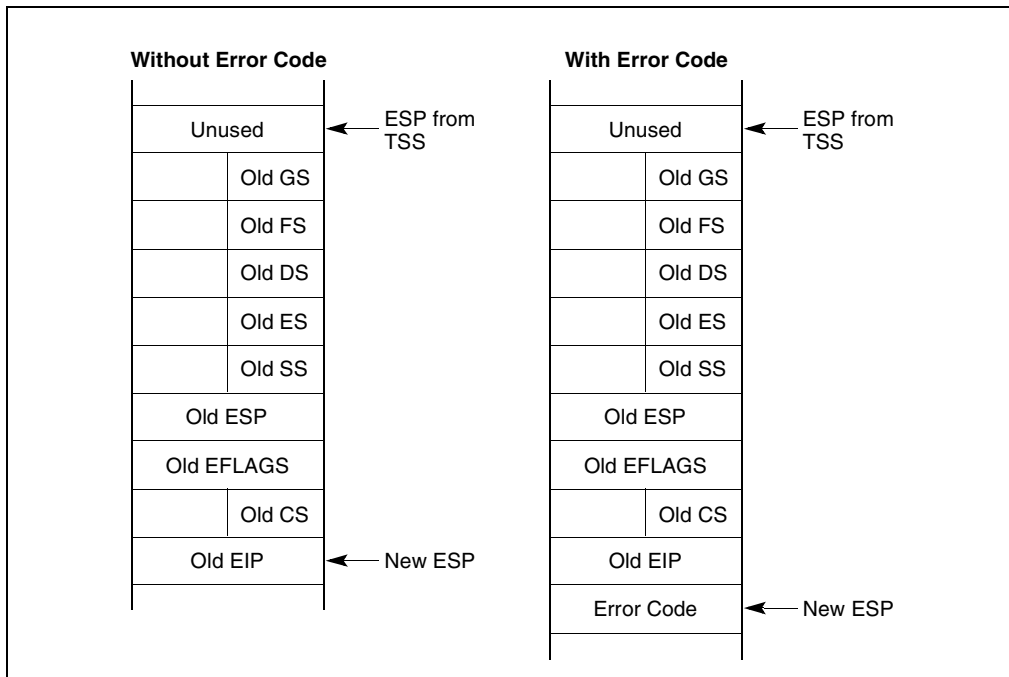 Without Error Code
Unused
ESP from
TSS
Old GS
Old FS
Old DS
Old ES
Old SS
Old ESP
Old EFLAGS
Old CS
Old EIP
New ESP
With Error Code
Unused
ESP from
TSS
Old GS
Old FS
Old DS
Old ES
Old SS
Old ESP
Old EFLAGS
Old CS
Old EIP
Error Code
New ESP